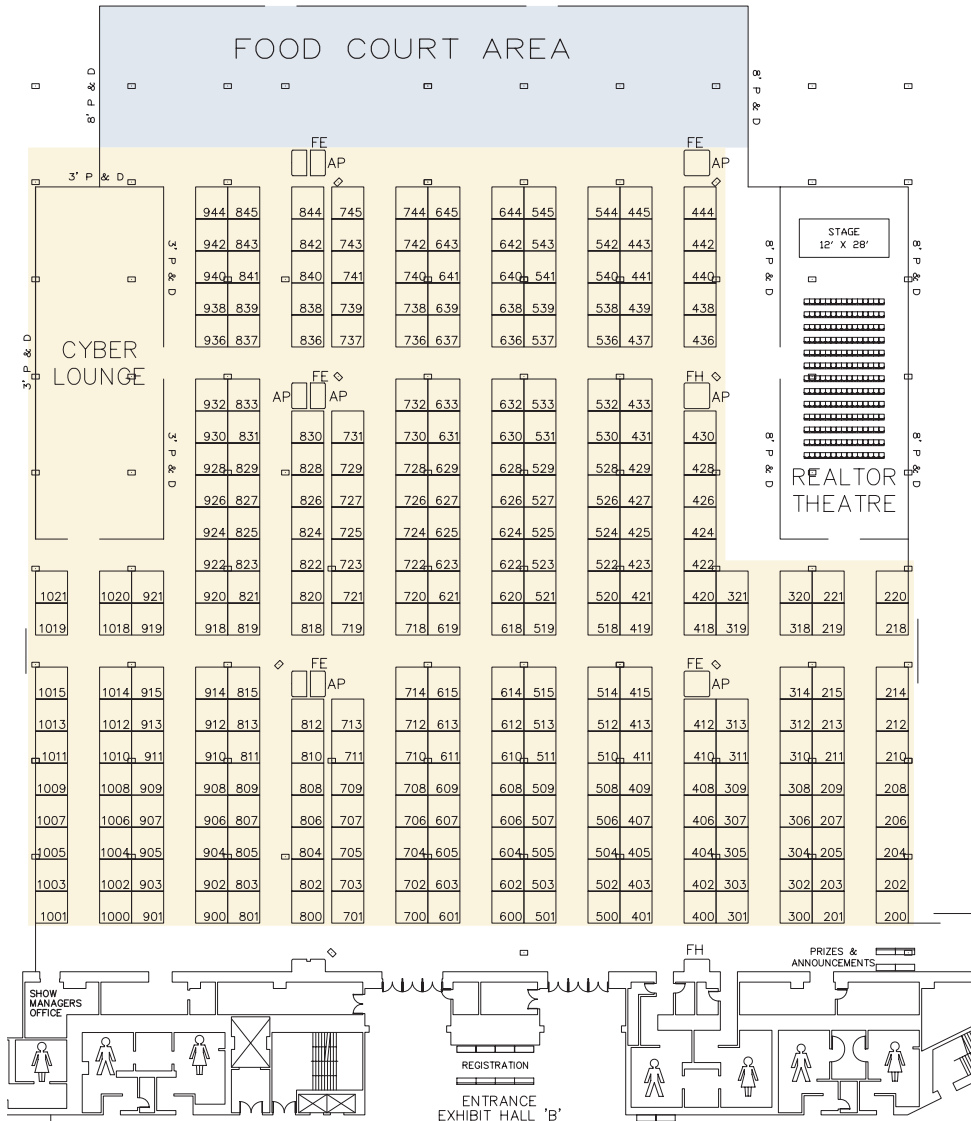 FOOD COURT AREA
8' P & D
8' P & D
FE
AP
FE
AP
3' P & D
944 845 844 745 744 645 644 545 544 445 444
STAGE
12' X 28'
942 843 842 743 742 643 642 543 542 443 442
3' P & D
8' P & D
8' P & D
940 841 840 741 740 641 640 541 540 441 440
938 839 838 739 738 639 638 539 538 439 438
936 837 836 737 736 637 636 537 536 437 436
CYBER
LOUNGE
3' P & D
FE
FH
AP
AP
AP
932 833 732 633 632 533 532 433
930 831 830 731 730 631 630 531 530 431 430
3' P & D
8' P & D
8' P & D
928 829 828 729 728 629 628 529 528 429 428
REALTOR
THEATRE
926 827 826 727 726 627 626 527 526 427 426
924 825 824 725 724 625 624 525 524 425 424
922 823 822 723 722 623 622 523 522 423 422
1021 1020 921 920 821 820 721 720 621 620 521 520 421 420 321 320 221 220
1019 1018 919 918 819 818 719 718 619 618 519 518 419 418 319 318 219 218
FE
AP
FE
AP
1015 1014 915 914 815 714 615 614 515 514 415 314 215 214
1013 1012 913 912 813 812 713 712 613 612 513 512 413 412 313 312 213 212
1011 1010 911 910 811 810 711 710 611 610 511 510 411 410 311 310 211 210
1009 1008 909 908 809 808 709 708 609 608 509 508 409 408 309 308 209 208
1007 1006 907 906 807 806 707 706 607 606 507 506 407 406 307 306 207 206
1005 1004 905 904 805 804 705 704 605 604 505 504 405 404 305 304 205 204
1003 1002 903 902 803 802 703 702 603 602 503 502 403 402 303 302 203 202
1001 1000 901 900 801 800 701 700 601 600 501 500 401 400 301 300 201 200
FH
PRIZES &
ANNOUNCEMENTS
SHOW
MANAGERS
OFFICE
REGISTRATION
ENTRANCE
EXHIBIT HALL 'B'